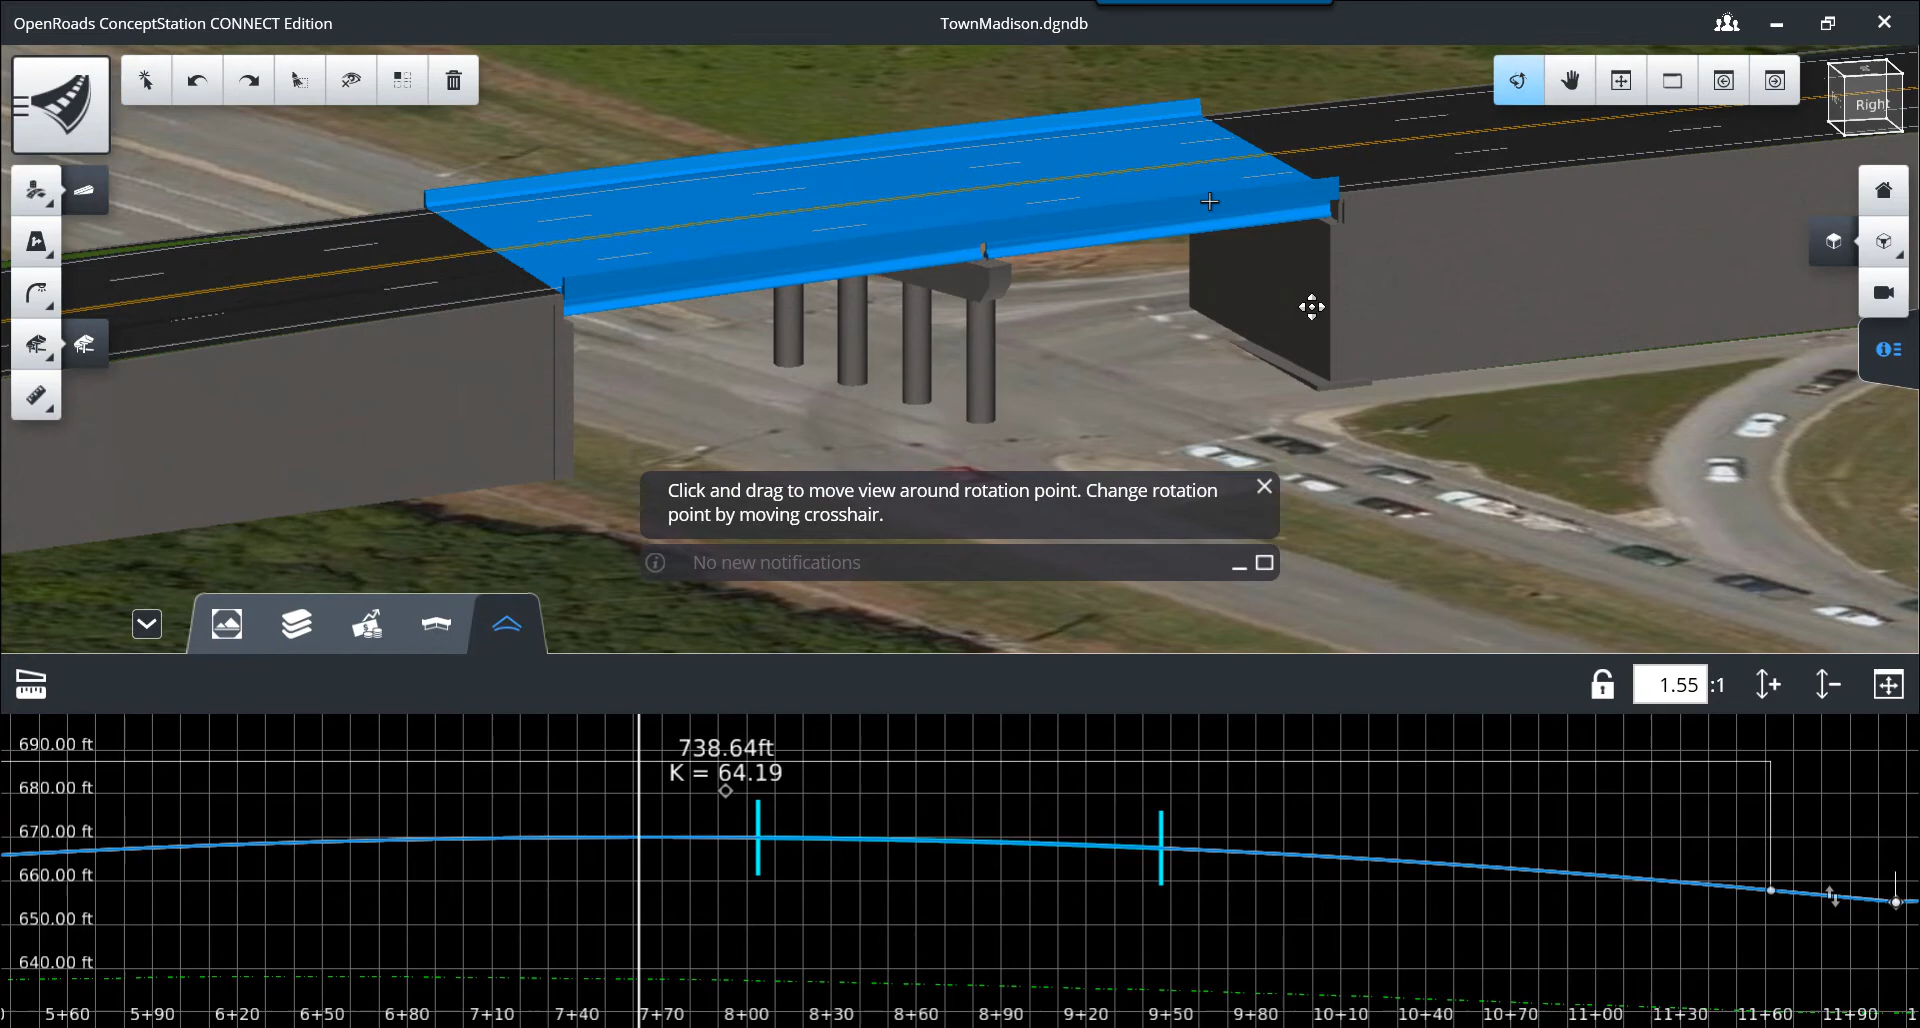 OpenRoads ConceptStation CONNECT Edition
TownMadison.dgndb
Right
Click and drag to move view around rotation point. Change rotation
point by moving crosshair.
No new notifications
1.55 :1
738.64ft
K = 64.19
690.00 ft
680.00 ft
670.00 ft
660.00 ft
650.00 ft
640.00 ft
5+60 5+90 6+20 6+50 6+80 7+10 7+40 7+70 8+00 8+30 8+60 8+90 9+20 9+50 9+80 10+10 10+40 10+70 11+00 11+30 11+60 11+90